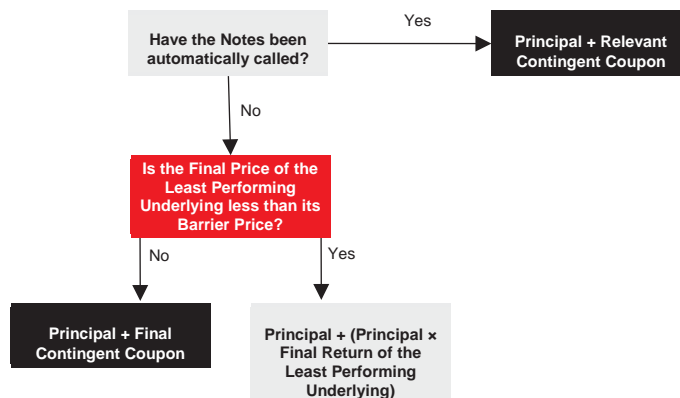 Have the Notes been
automatically called?
Yes
Principal + Relevant
Contingent Coupon
No
Is the Final Price of the
Least Performing
Underlying less than its
Barrier Price?
No
Yes
Principal + Final
Contingent Coupon
Principal + (Principal ×
Final Return of the
Least Performing
Underlying)